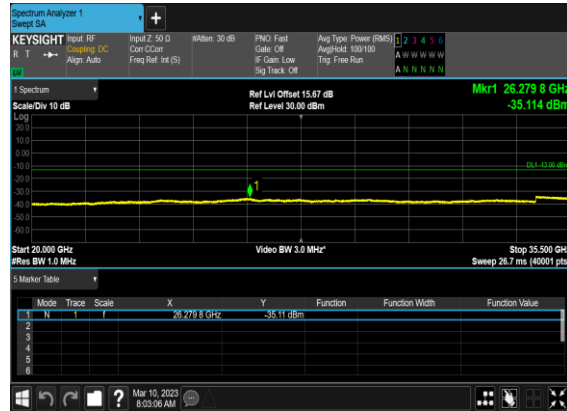 Spectrum Analyzer 1
Swept SA
+
KEYSIGHT Input: RF Input Z: 50 Ω #Atten: 30 dB PNO: Fast Avg Type: Power (RMS) 1 2 3 4 5 6
R T Coupling: DC Corr CCorr Gate: Off Avg|Hold: 100/100 A W W W W W
Align: Auto Freq Ref: Int (S) IF Gain: Low Trig: Free Run
Sig Track: Off A N N N N N
1 Spectrum Ref Lvl Offset 15.67 dB Mkr1 26.279 8 GHz
Scale/Div 10 dB Ref Level 30.00 dBm -35.114 dBm
Log
20.0
10.0
0.00
-10.0
DL1 -13.00 dBm
-20.0
-30.0
1
-40.0
-50.0
-60.0
Start 20.000 GHz Video BW 3.0 MHz* Stop 35.500 GHz
#Res BW 1.0 MHz Sweep 26.7 ms (40001 pts
5 Marker Table
Mode Trace Scale X Y Function Function Width Function Value
1 N 1 f 26.279 8 GHz -35.11 dBm
2
3
4
5
6
? Mar 10, 2023
8:03:06 AM